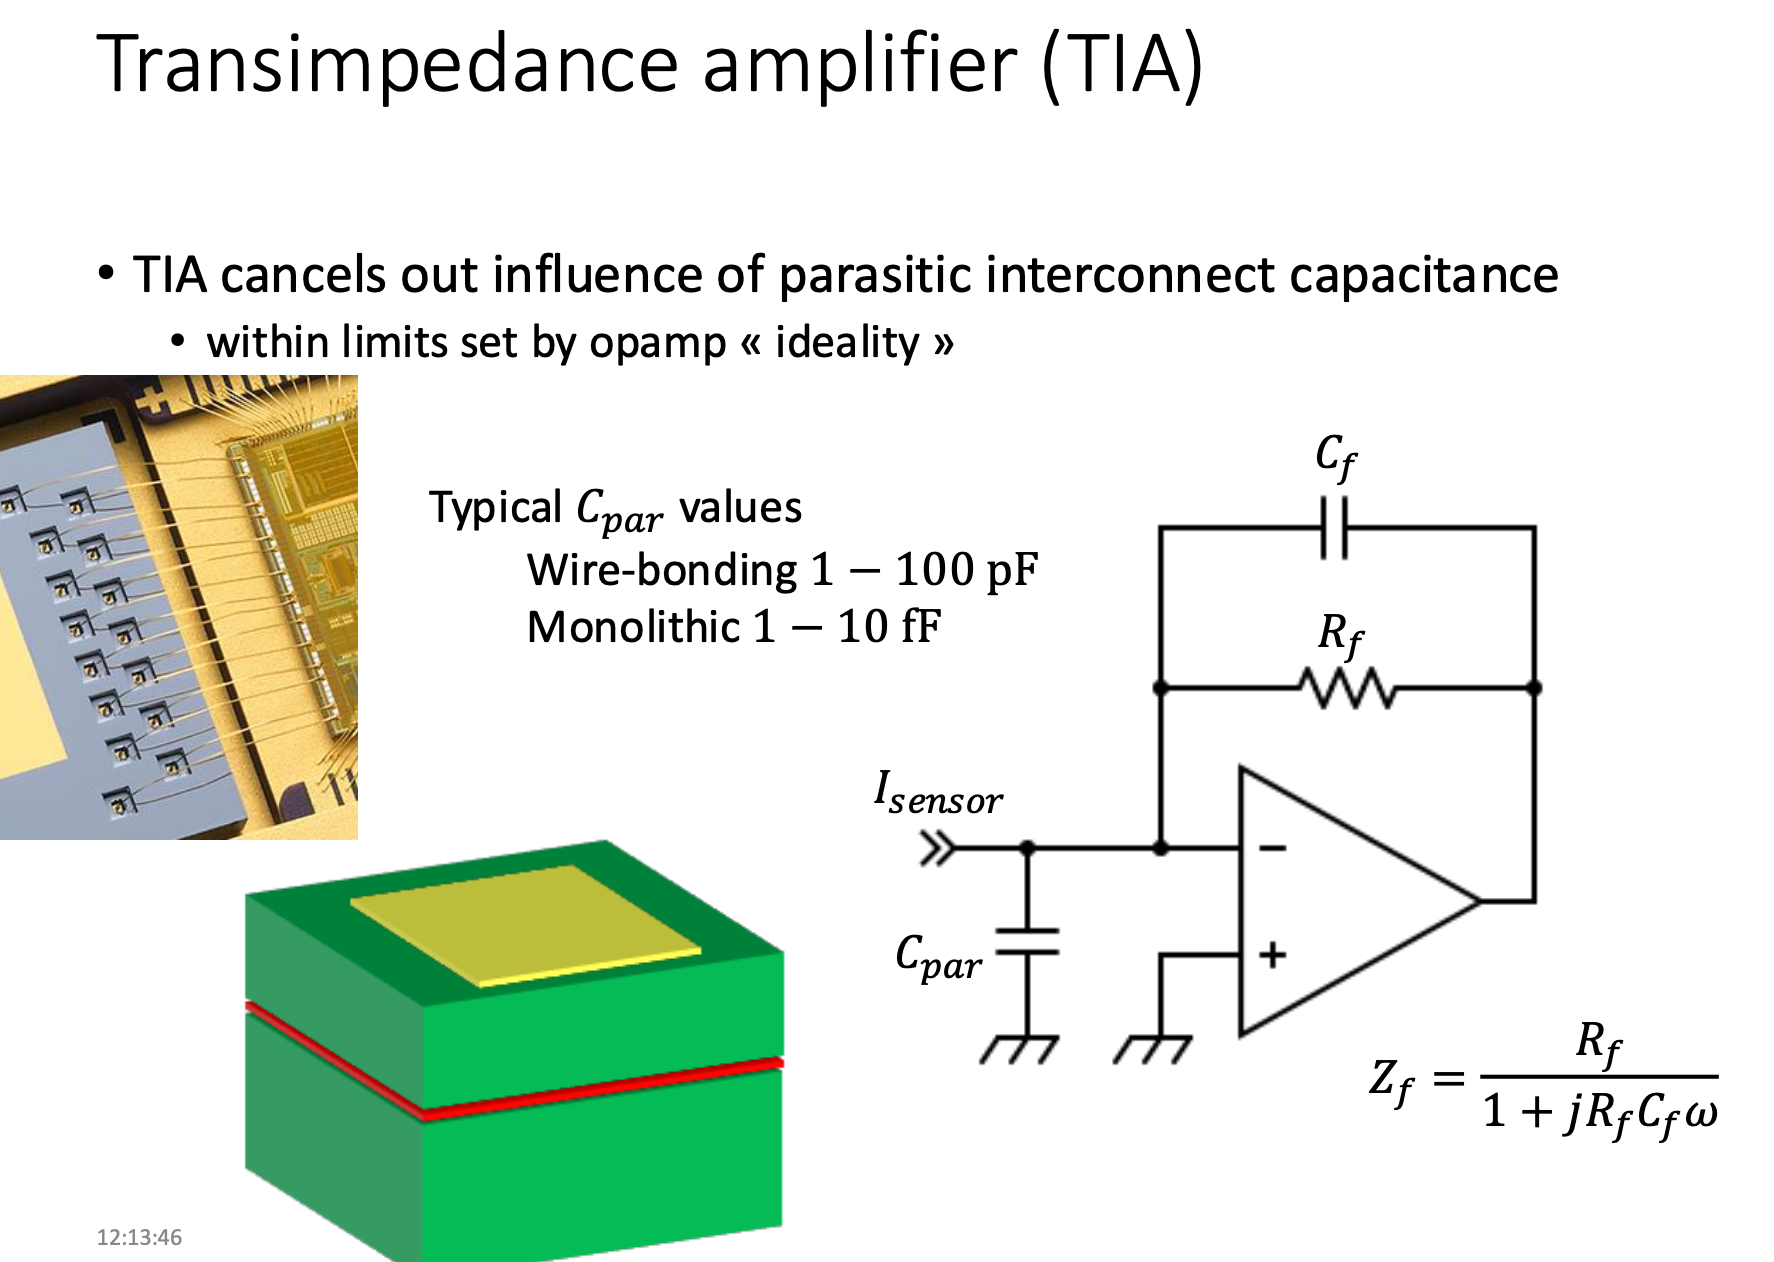 Transimpedance amplifier (TIA)
• TIA cancels out influence of parasitic interconnect capacitance
• within limits set by opamp « ideality »
Typical C_par values
Wire-bonding 1 − 100 pF
Monolithic 1 − 10 fF
C_f
R_f
I_sensor
−
C_par
+
Z_f = R_f / (1 + jR_fC_fω)
12:13:46